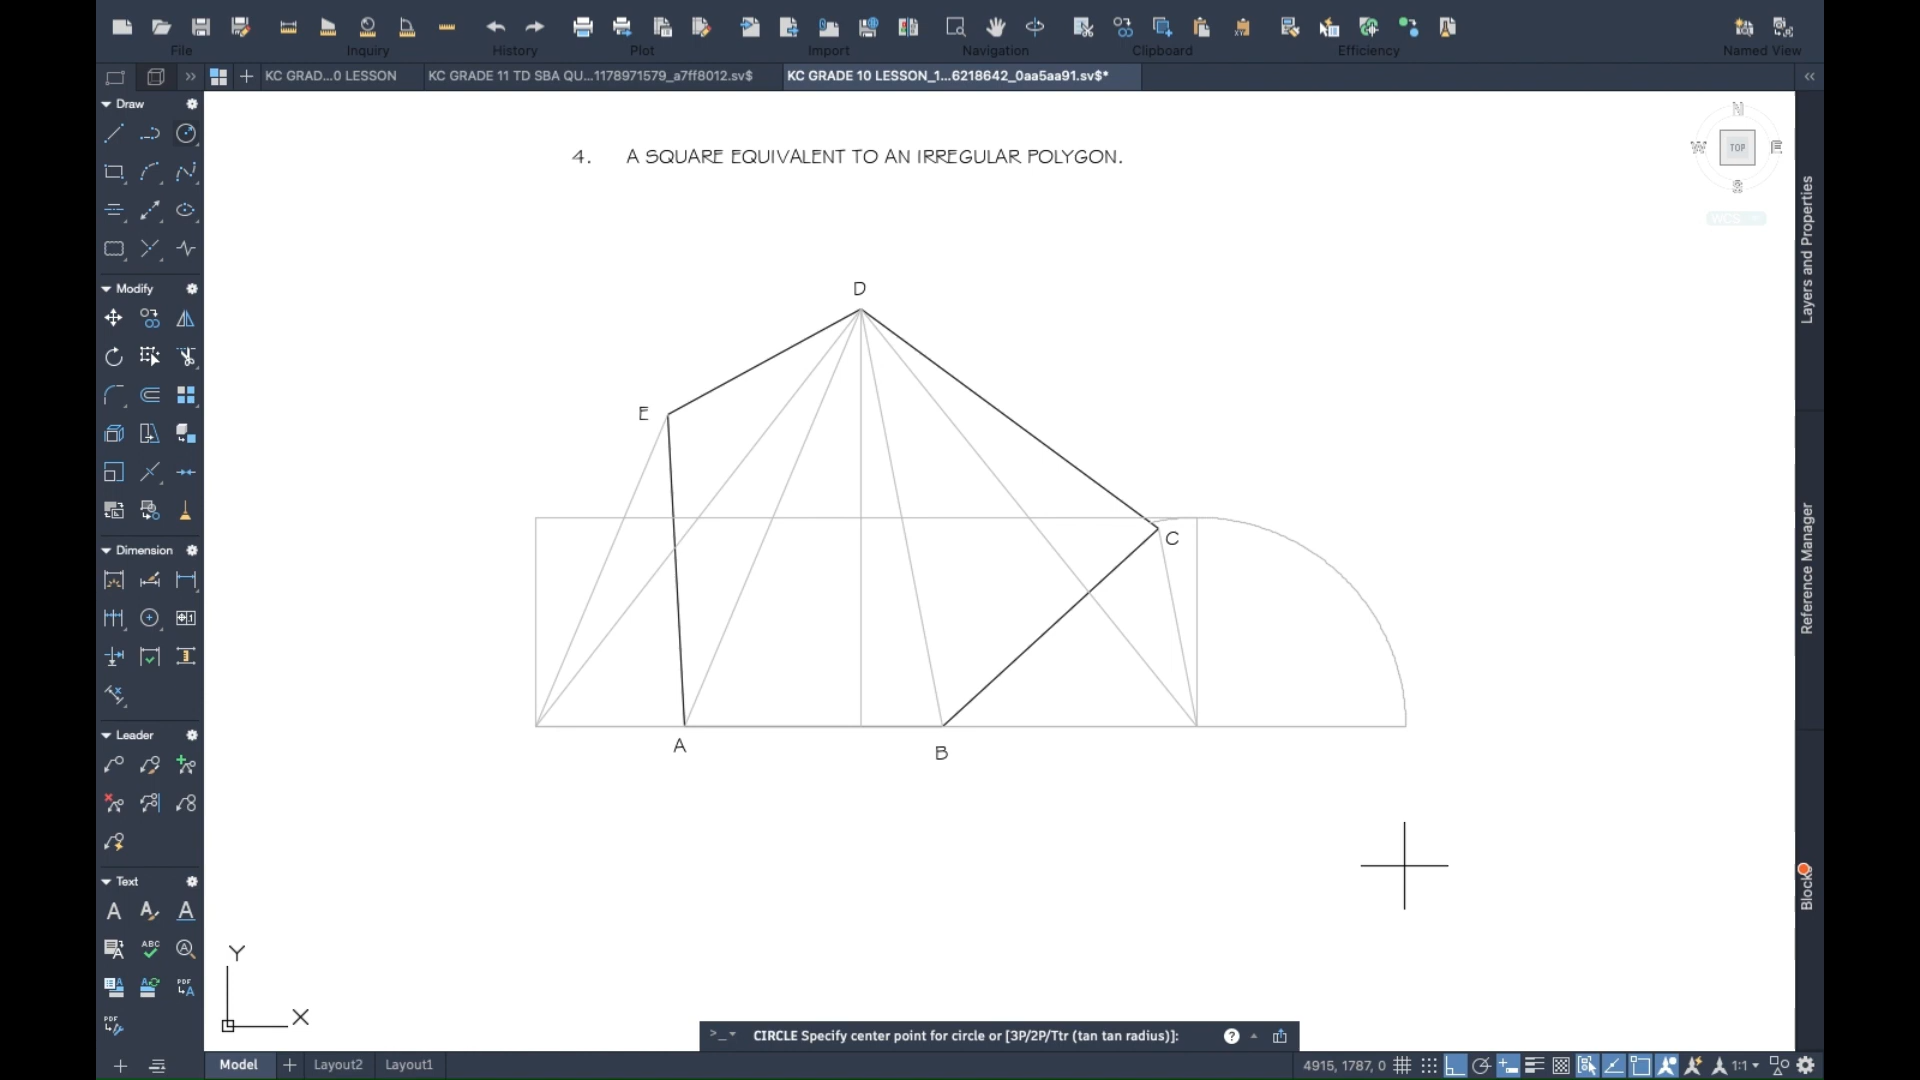 File
Inquiry
History
Plot
Import
Navigation
Clipboard
Efficiency
Named View
KC GRAD...0 LESSON
KC GRADE 11 TD SBA QU...1178971579_a7ff8012.sv$
KC GRADE 10 LESSON_1...6218642_0aa5aa91.sv$*
Draw
Modify
Dimension
Leader
Text
4. A SQUARE EQUIVALENT TO AN IRREGULAR POLYGON.
D
E
C
A
B
N
W
TOP
E
S
WCS
Layers and Properties
Reference Manager
Blocks
Y
X
>_ CIRCLE Specify center point for circle or [3P/2P/Ttr (tan tan radius)]:
Model
Layout2
Layout1
4915, 1787, 0
1:1